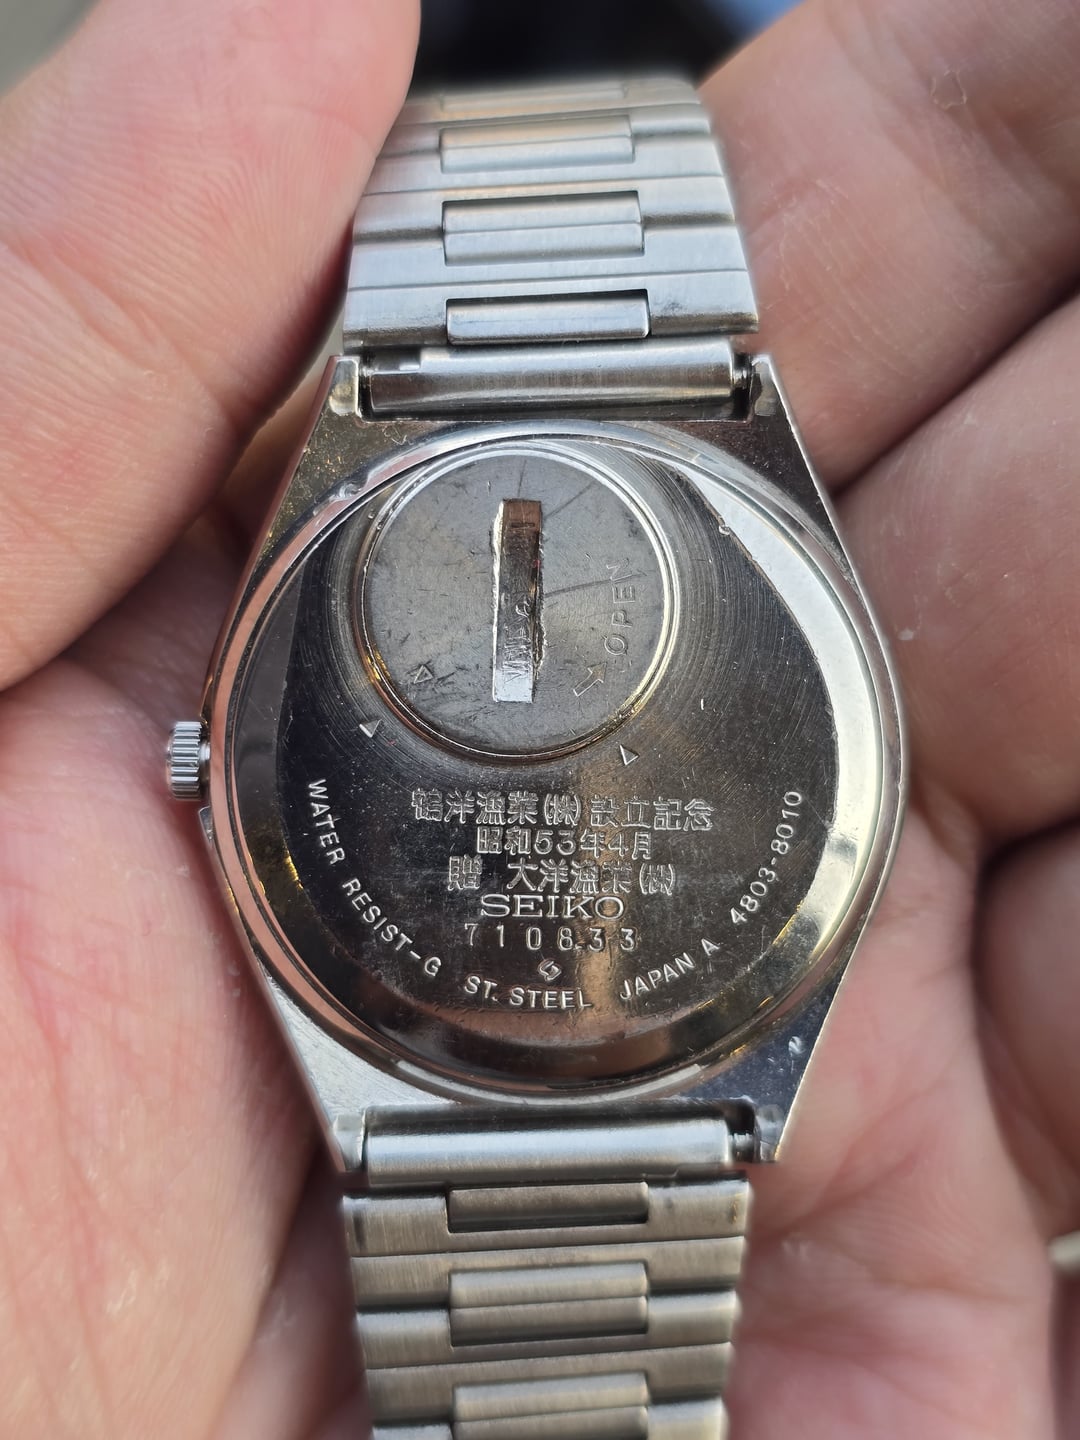 OPEN
鶴洋漁業(株)設立記念
昭和53年4月
贈 大洋漁業(株)
SEIKO
710833
WATER RESIST-G ST. STEEL JAPAN A 4803-8010